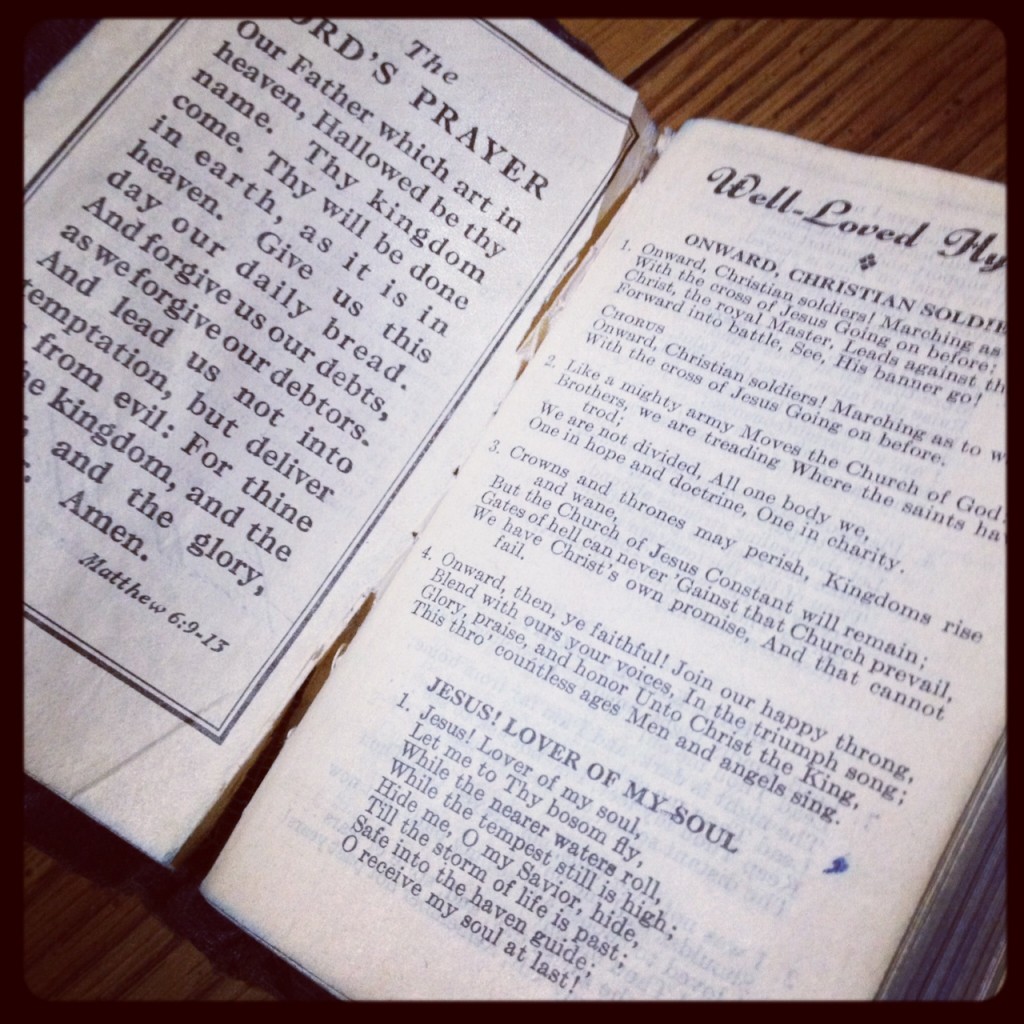 The
ORD'S PRAYER
Our Father which art in
heaven, Hallowed be thy
name. Thy kingdom
come. Thy will be done
in earth, as it is in
heaven. Give us this
day our daily bread.
And forgive us our debts,
as we forgive our debtors.
And lead us not into
temptation, but deliver
from evil: For thine
he kingdom, and the
and the glory,
Amen.
Matthew 6:9-13
Well-Loved Hy
ONWARD, CHRISTIAN SOLDIE
1. Onward, Christian soldiers! Marching as
With the cross of Jesus Going on before;
Christ, the royal Master, Leads against th
Forward into battle, See, His banner go!
CHORUS
Onward, Christian soldiers! Marching as to w
With the cross of Jesus Going on before.
2. Like a mighty army Moves the Church of God.
Brothers, we are treading Where the saints ha
trod;
We are not divided, All one body we,
One in hope and doctrine, One in charity.
3. Crowns and thrones may perish, Kingdoms rise
and wane,
But the Church of Jesus Constant will remain;
Gates of hell can never 'Gainst that Church prevail,
We have Christ's own promise, And that cannot
fail.
4. Onward, then, ye faithful! Join our happy throng,
Blend with ours your voices, In the triumph song;
Glory, praise, and honor Unto Christ the King,
This thro' countless ages Men and angels sing.
JESUS! LOVER OF MY SOUL
1. Jesus! Lover of my soul,
Let me to Thy bosom fly,
While the nearer waters roll,
While the tempest still is high;
Hide me, O my Savior, hide,
Till the storm of life is past;
Safe into the haven guide;
O receive my soul at last!